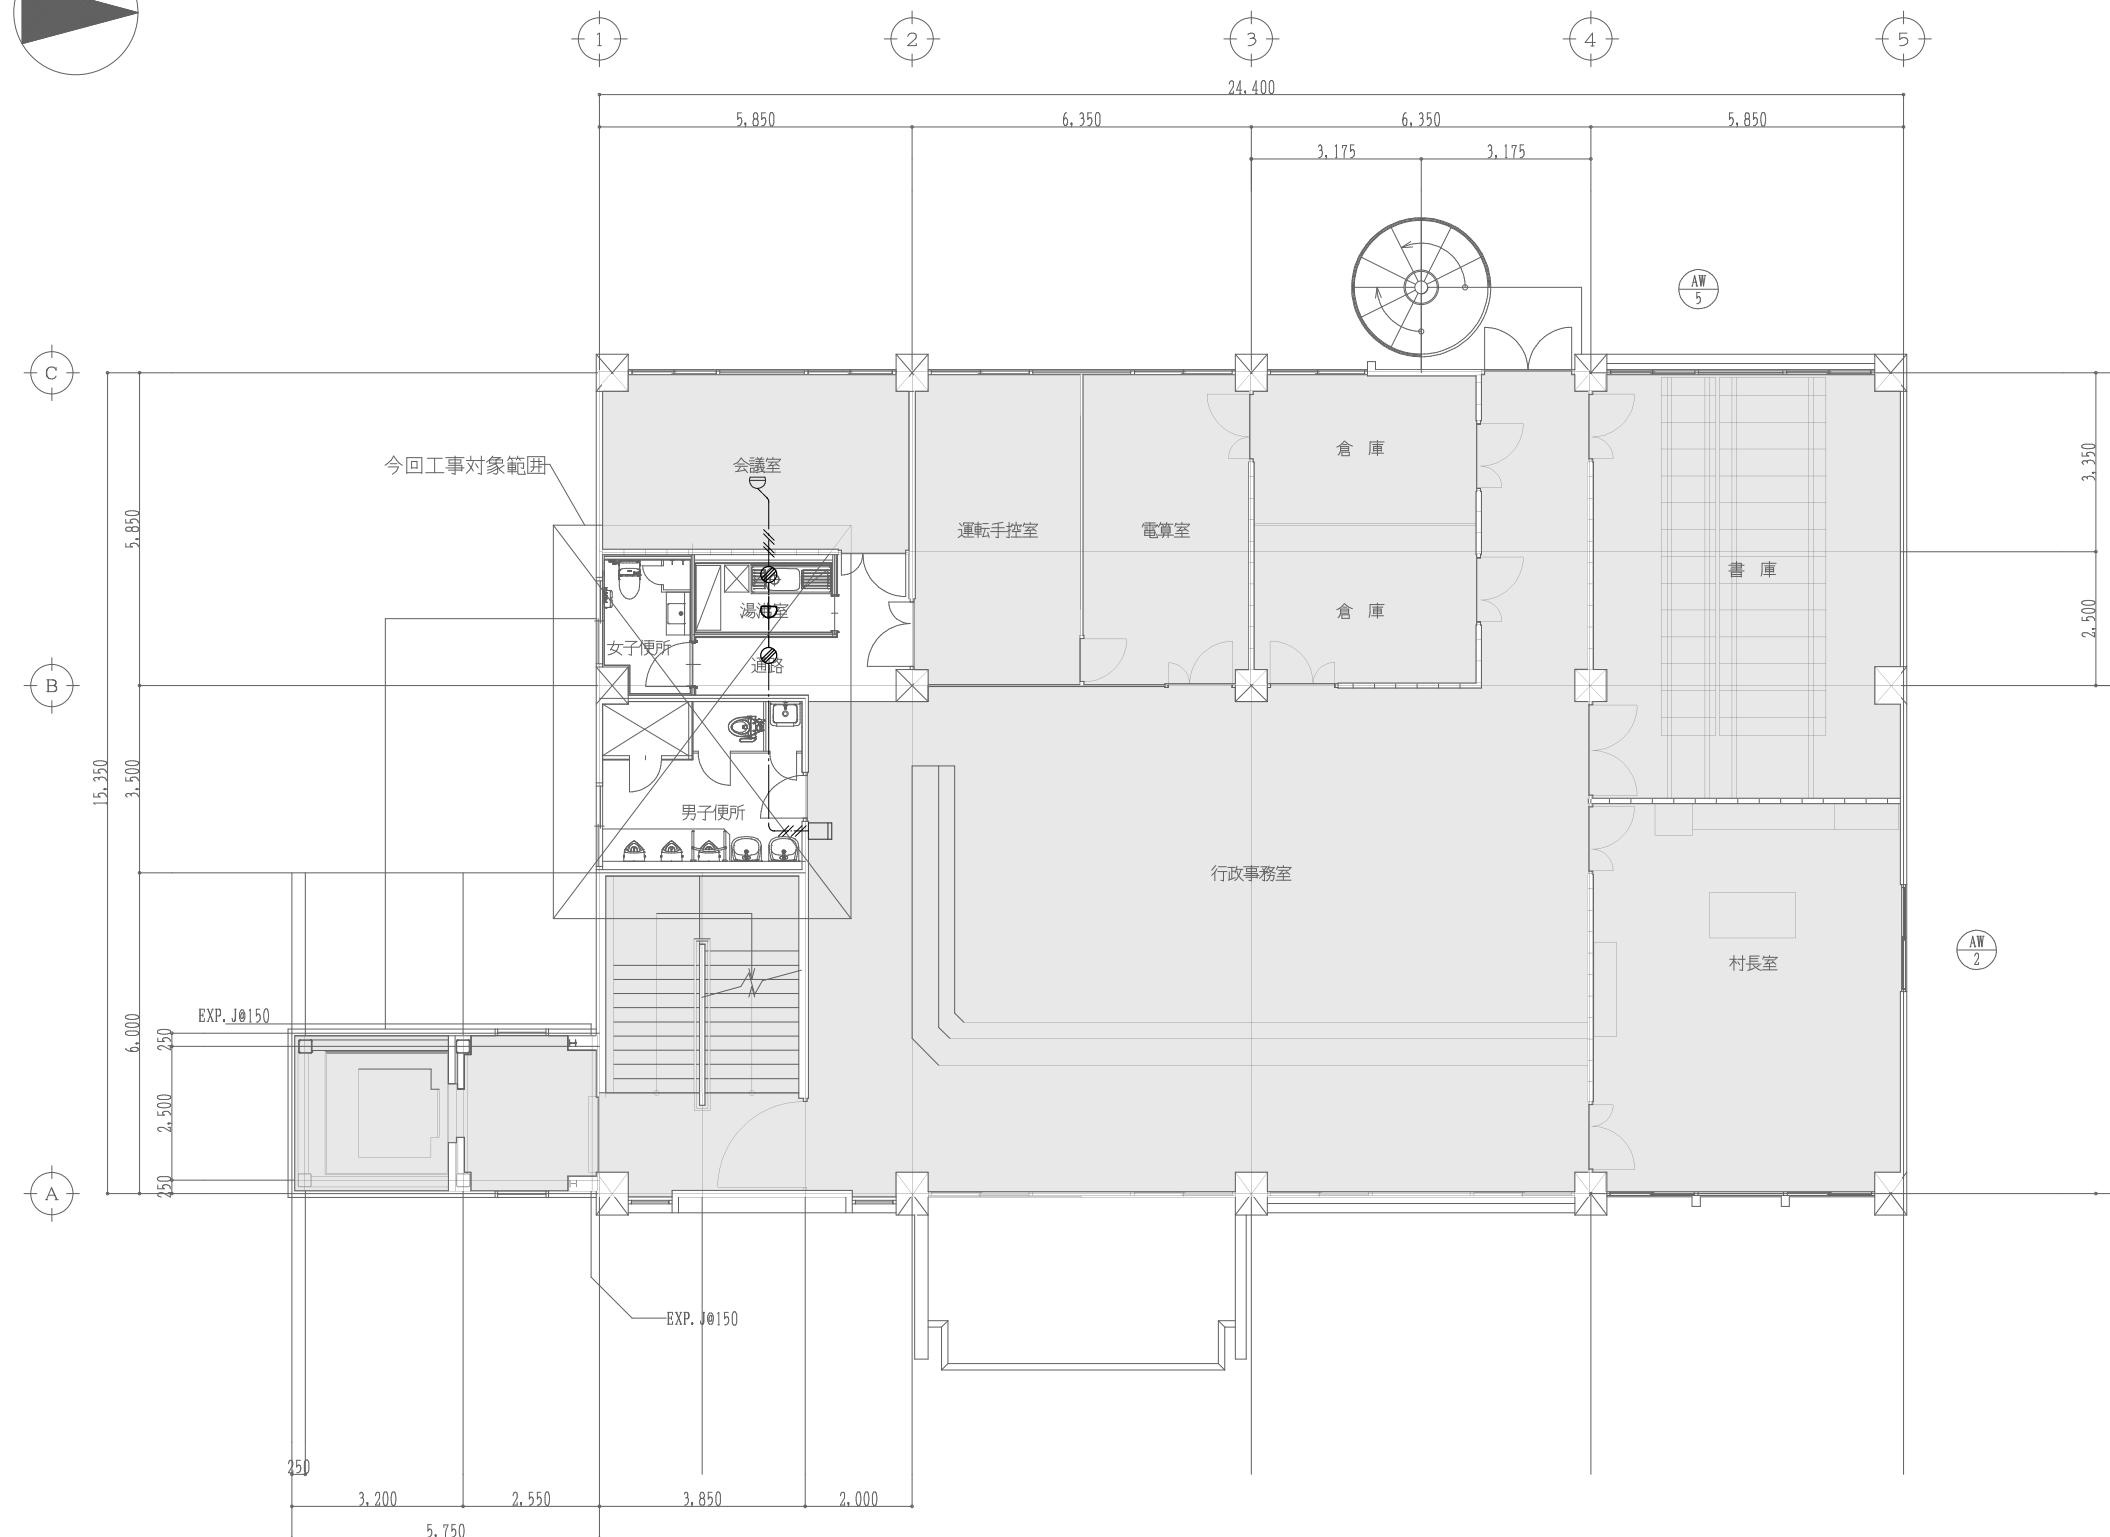 1 2 3 4 5
24,400
5,850 6,350 6,350 5,850
3,175 3,175
AW
5
C
今回工事対象範囲
会議室
倉 庫
3,350
5,850
運転手控室
電算室
書 庫
湯沸室
倉 庫
2,500
女子便所
通路
B
15,350
3,500
男子便所
行政事務室
AW
2
村長室
EXP.J@150
6,000
250
2,500
250
A
EXP.J@150
250
3,200 2,550 3,850 2,000
5,750